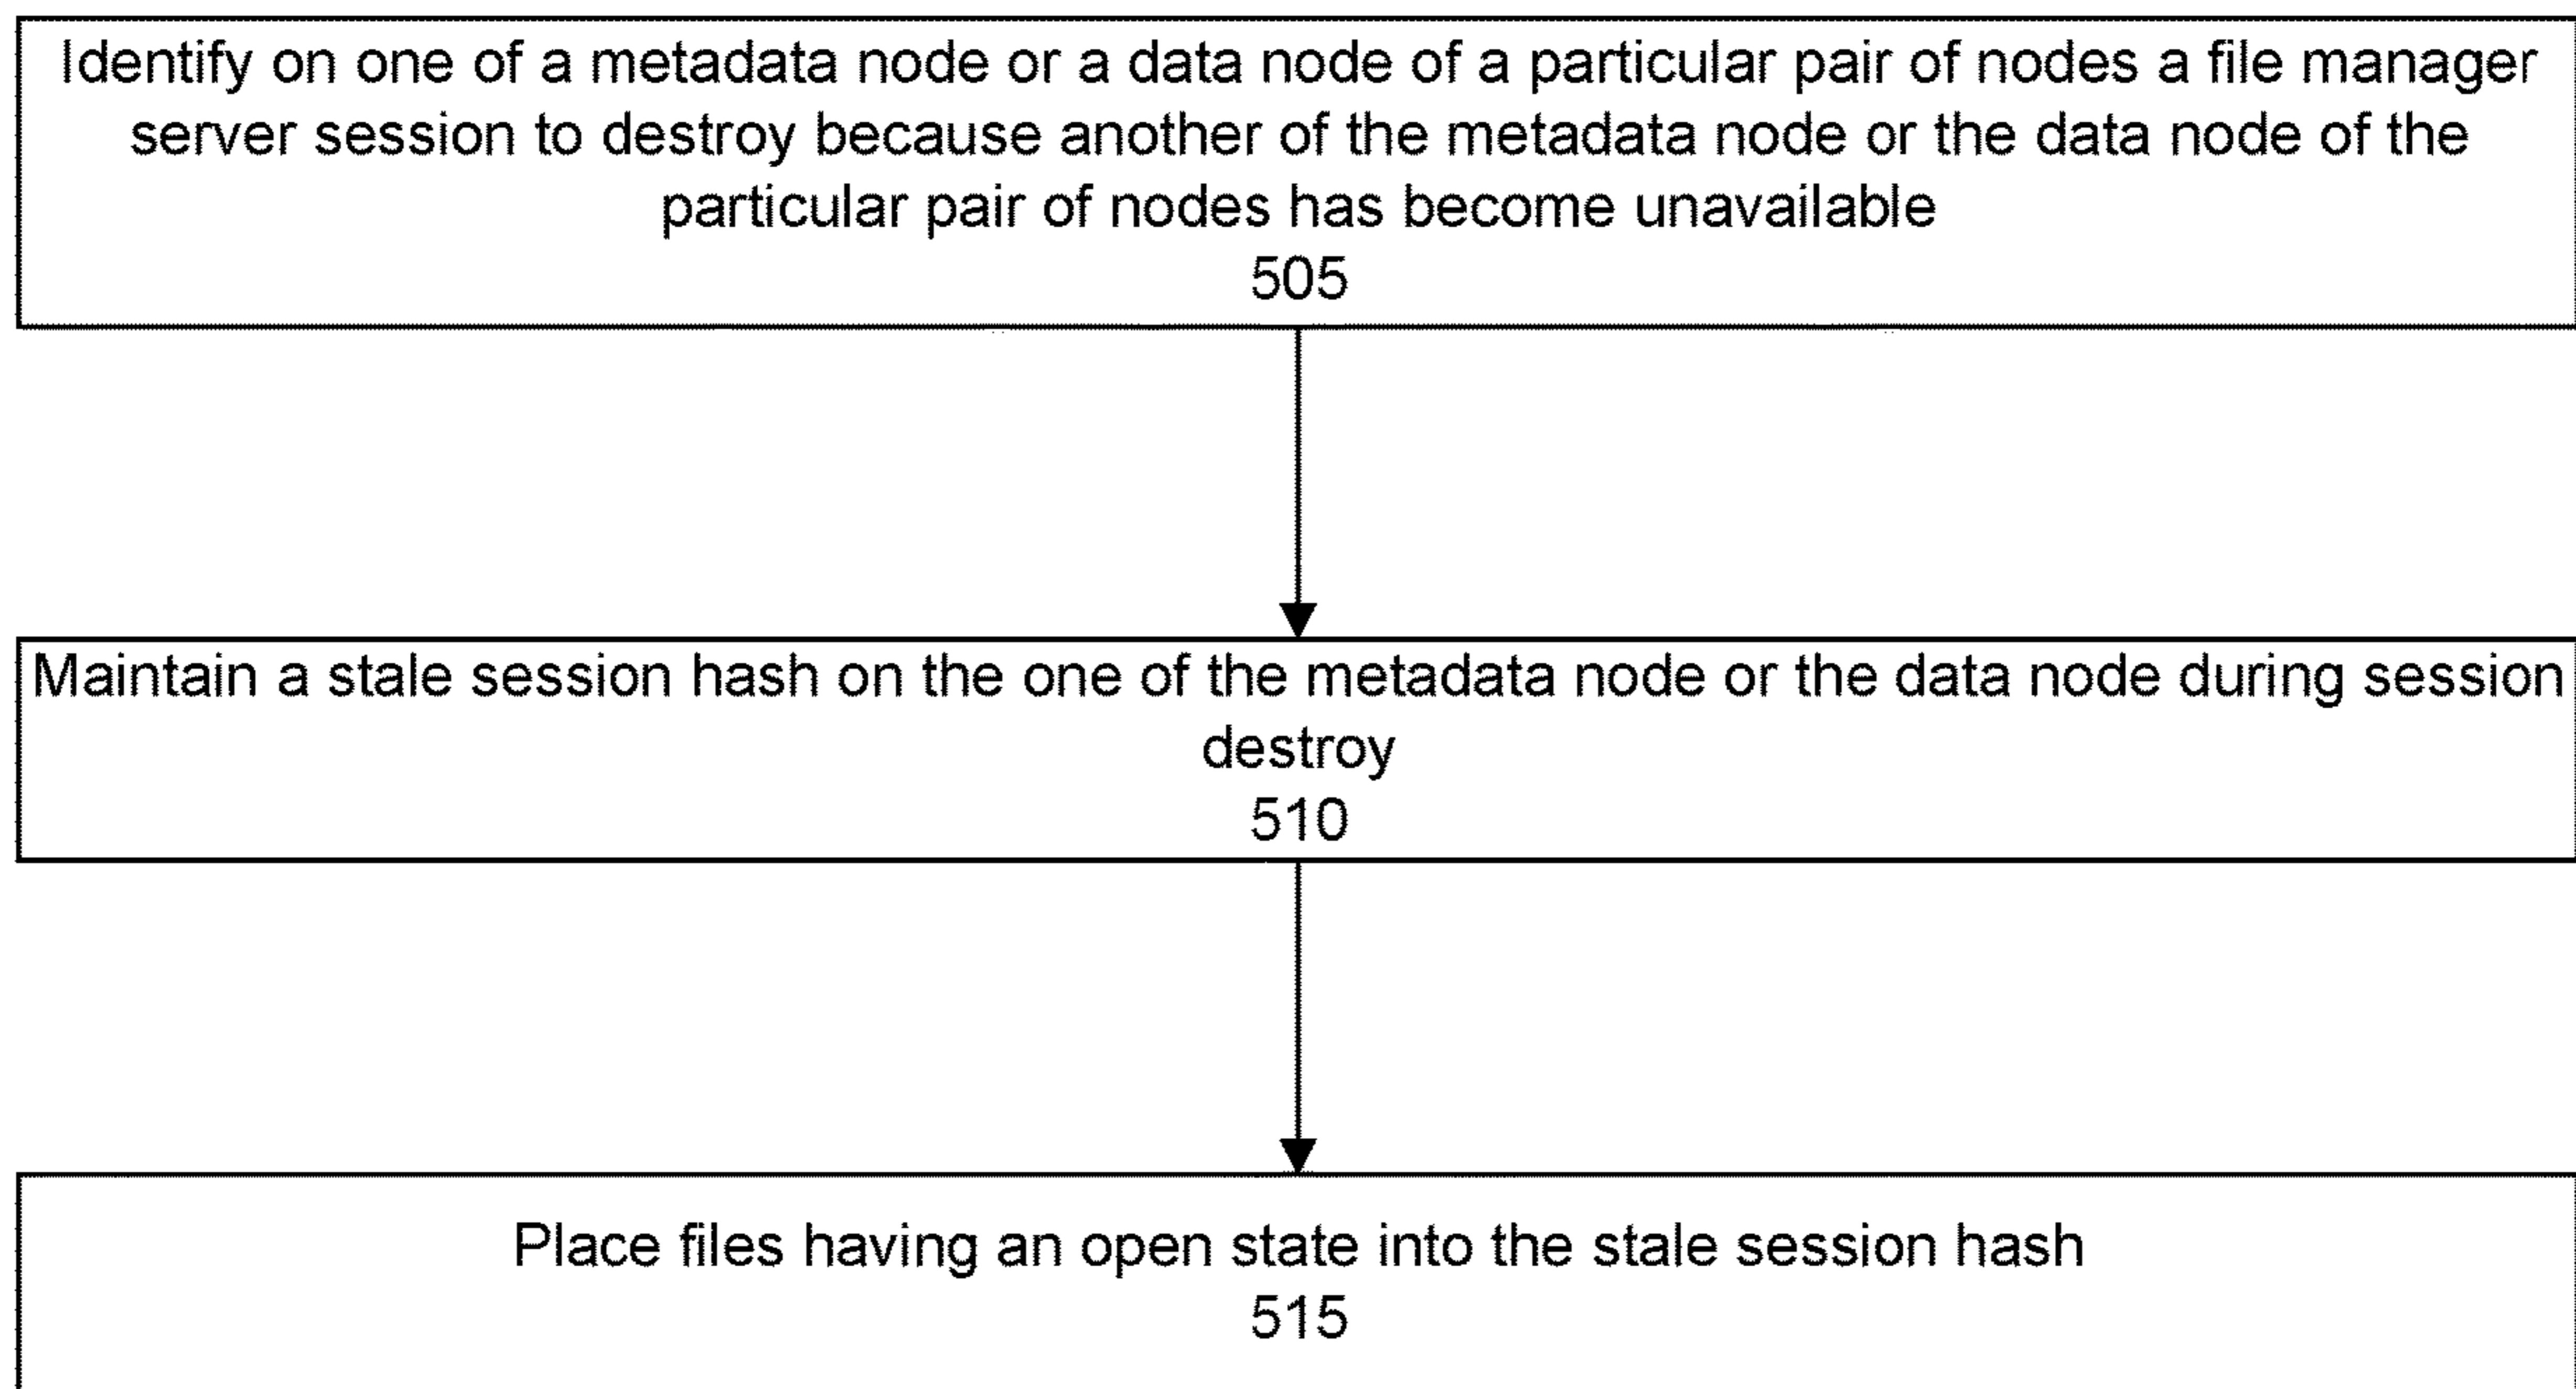 Identify on one of a metadata node or a data node of a particular pair of nodes a file manager
server session to destroy because another of the metadata node or the data node of the
particular pair of nodes has become unavailable
505
Maintain a stale session hash on the one of the metadata node or the data node during session
destroy
510
Place files having an open state into the stale session hash
515